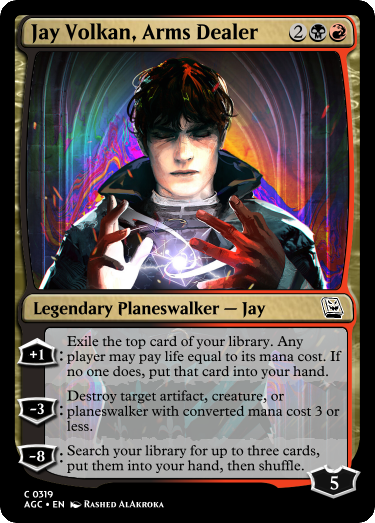 Jay Volkan, Arms Dealer 2
Legendary Planeswalker — Jay
+1: Exile the top card of your library. Any
player may pay life equal to its mana cost. If
no one does, put that card into your hand.
-3: Destroy target artifact, creature, or
planeswalker with converted mana cost 3 or
less.
-8: Search your library for up to three cards,
put them into your hand, then shuffle.
5
C 0319
AGC • EN Rashed AlAkroka